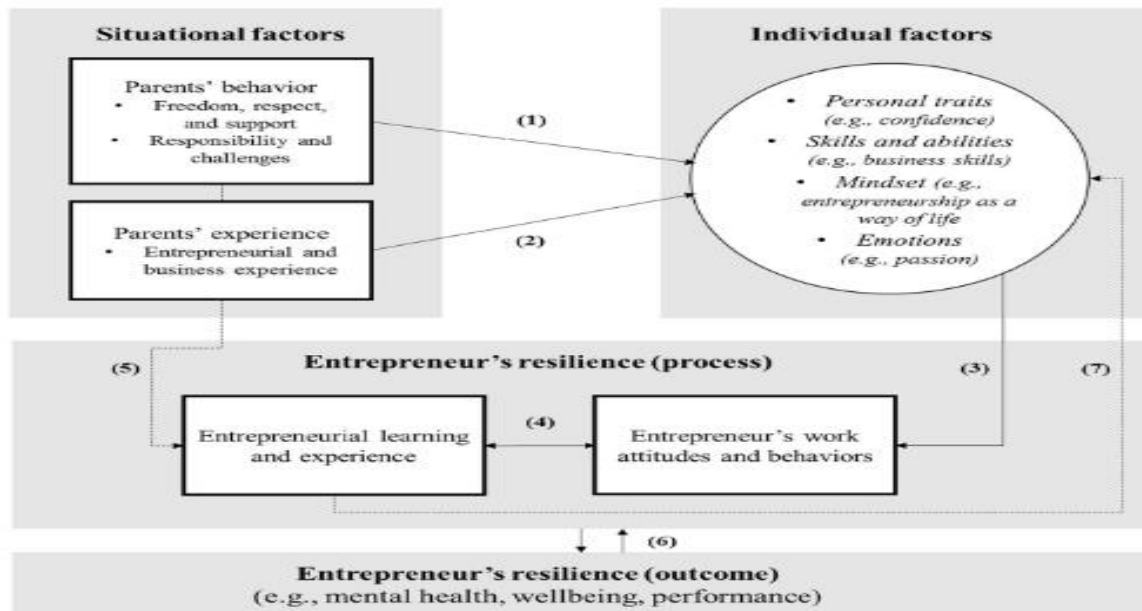 Situational factors
Parents' behavior
• Freedom, respect,
and support
• Responsibility and
challenges
Parents' experience
• Entrepreneurial and
business experience
(1)
(2)
Individual factors
• Personal traits
(e.g., confidence)
• Skills and abilities
(e.g., business skills)
• Mindset (e.g.,
entrepreneurship as a
way of life
• Emotions
(e.g., passion)
(5)
Entrepreneur's resilience (process)
(3)
(7)
Entrepreneurial learning
and experience
(4)
Entrepreneur's work
attitudes and behaviors
(6)
Entrepreneur's resilience (outcome)
(e.g., mental health, wellbeing, performance)